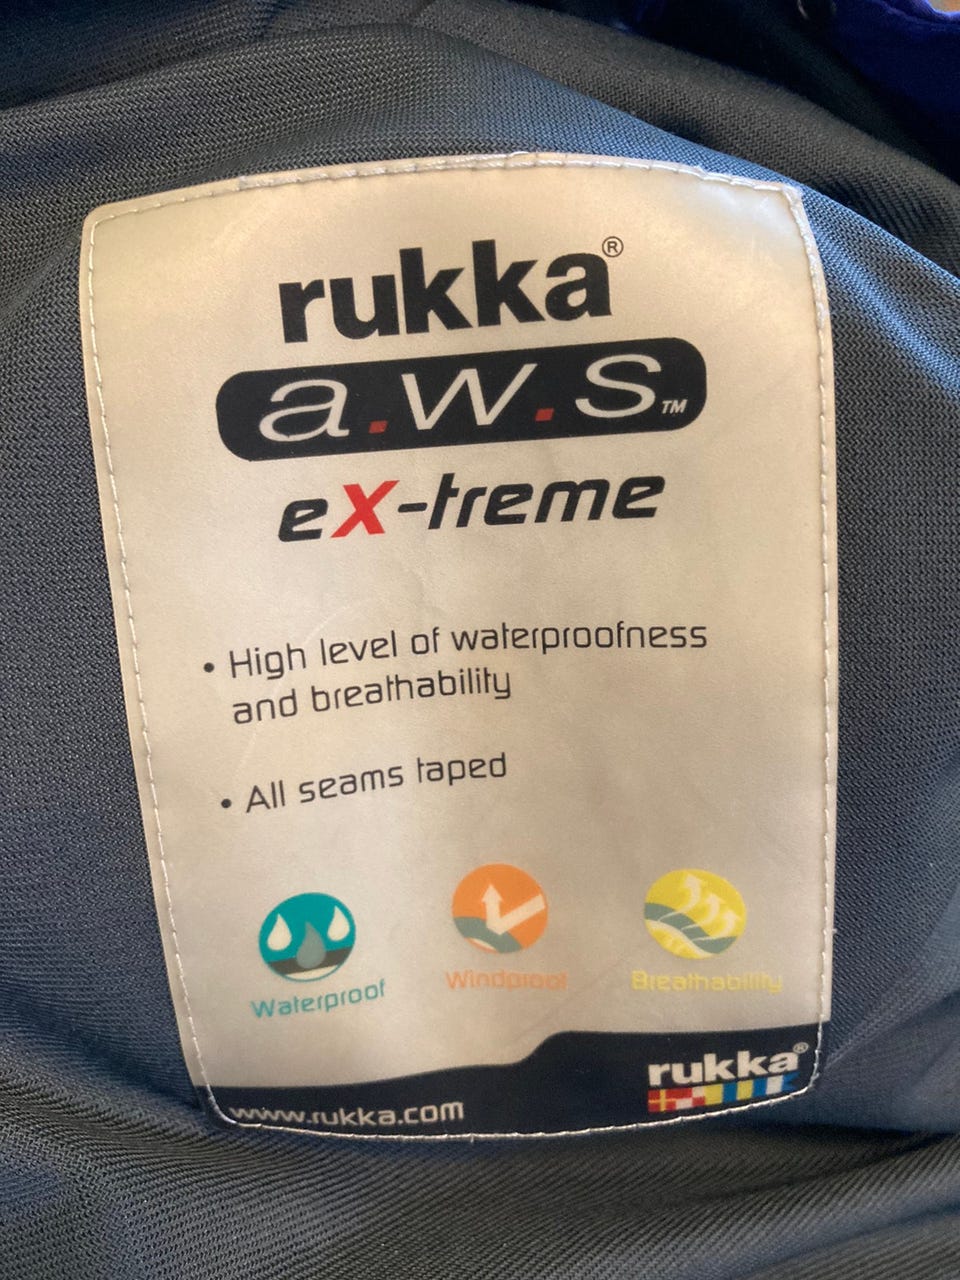 rukka®
a.w.s™
eX-treme
• High level of waterproofness
and breathability
• All seams taped
Waterproof
Windproof
Breathability
www.rukka.com
rukka®